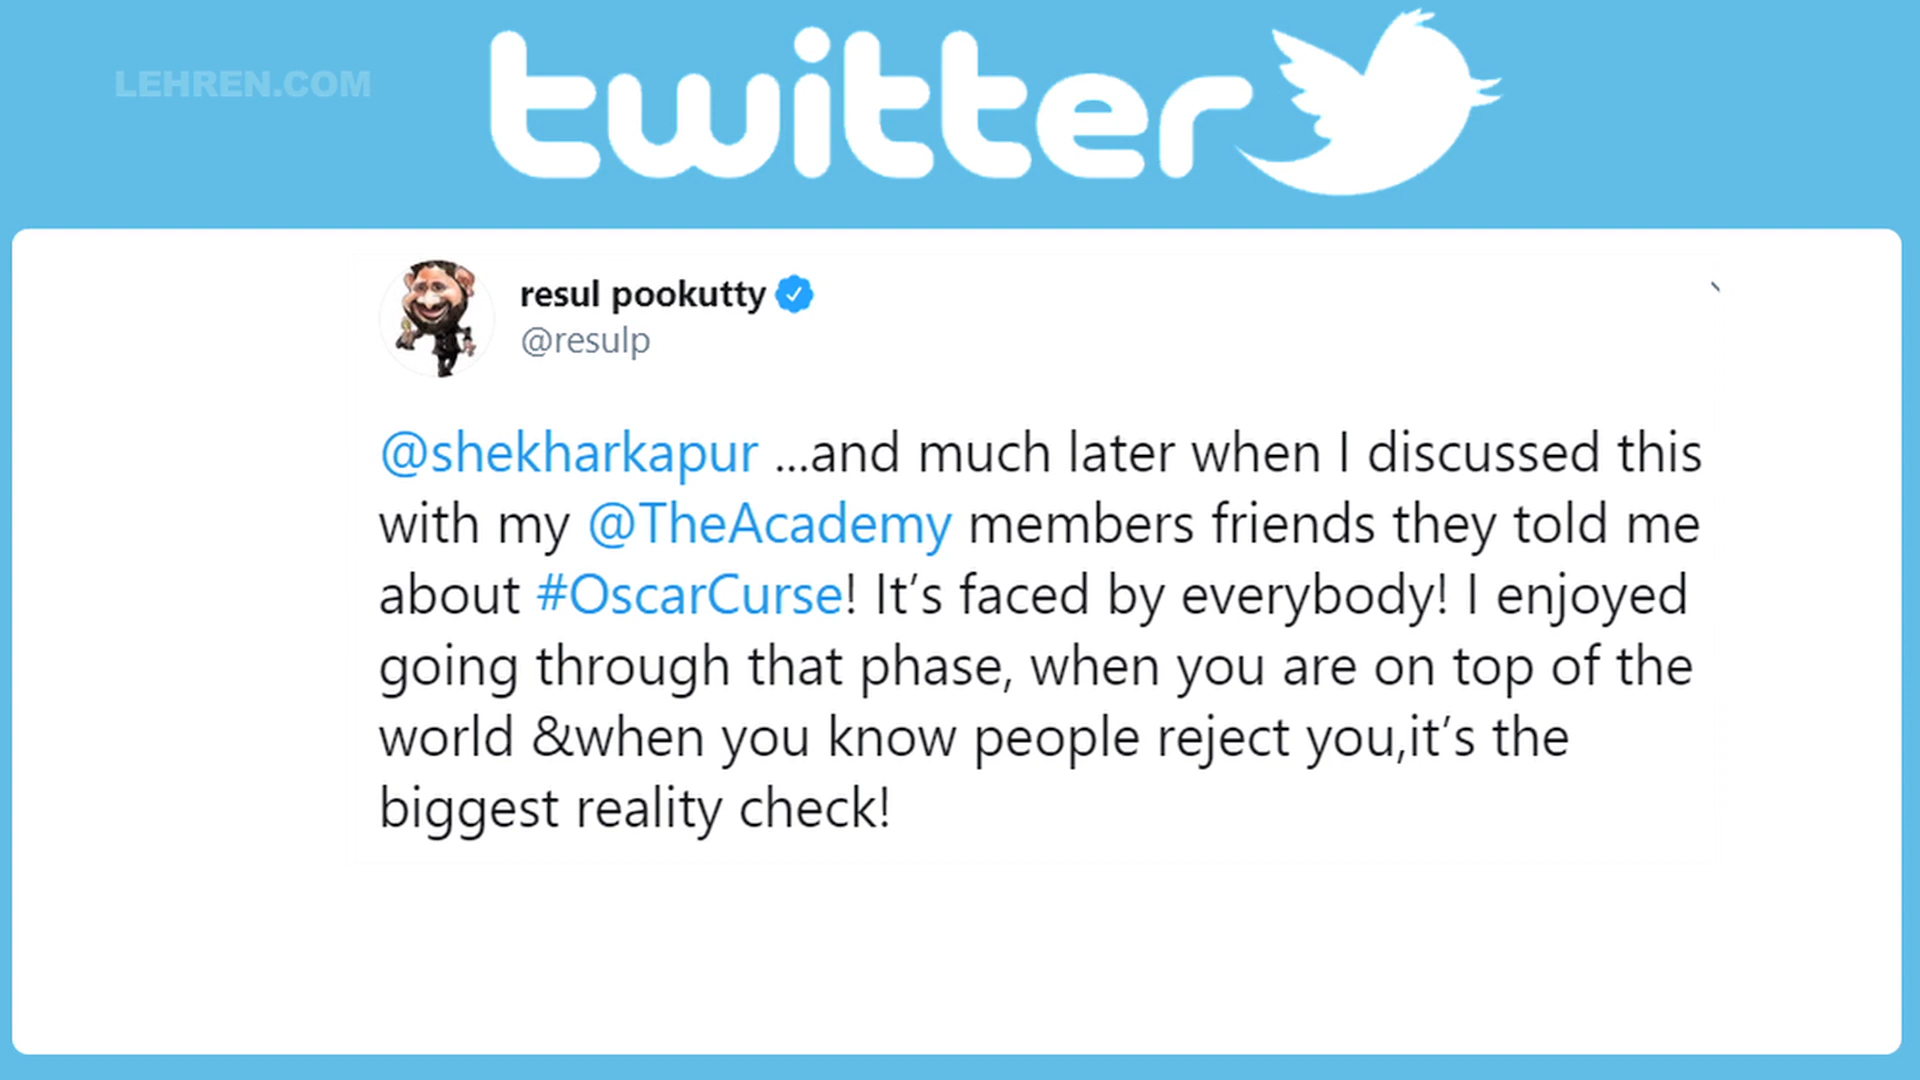 LEHREN.COM
twitter
resul pookutty
@resulp
@shekharkapur ...and much later when I discussed this
with my @TheAcademy members friends they told me
about #OscarCurse! It’s faced by everybody! I enjoyed
going through that phase, when you are on top of the
world &when you know people reject you,it’s the
biggest reality check!